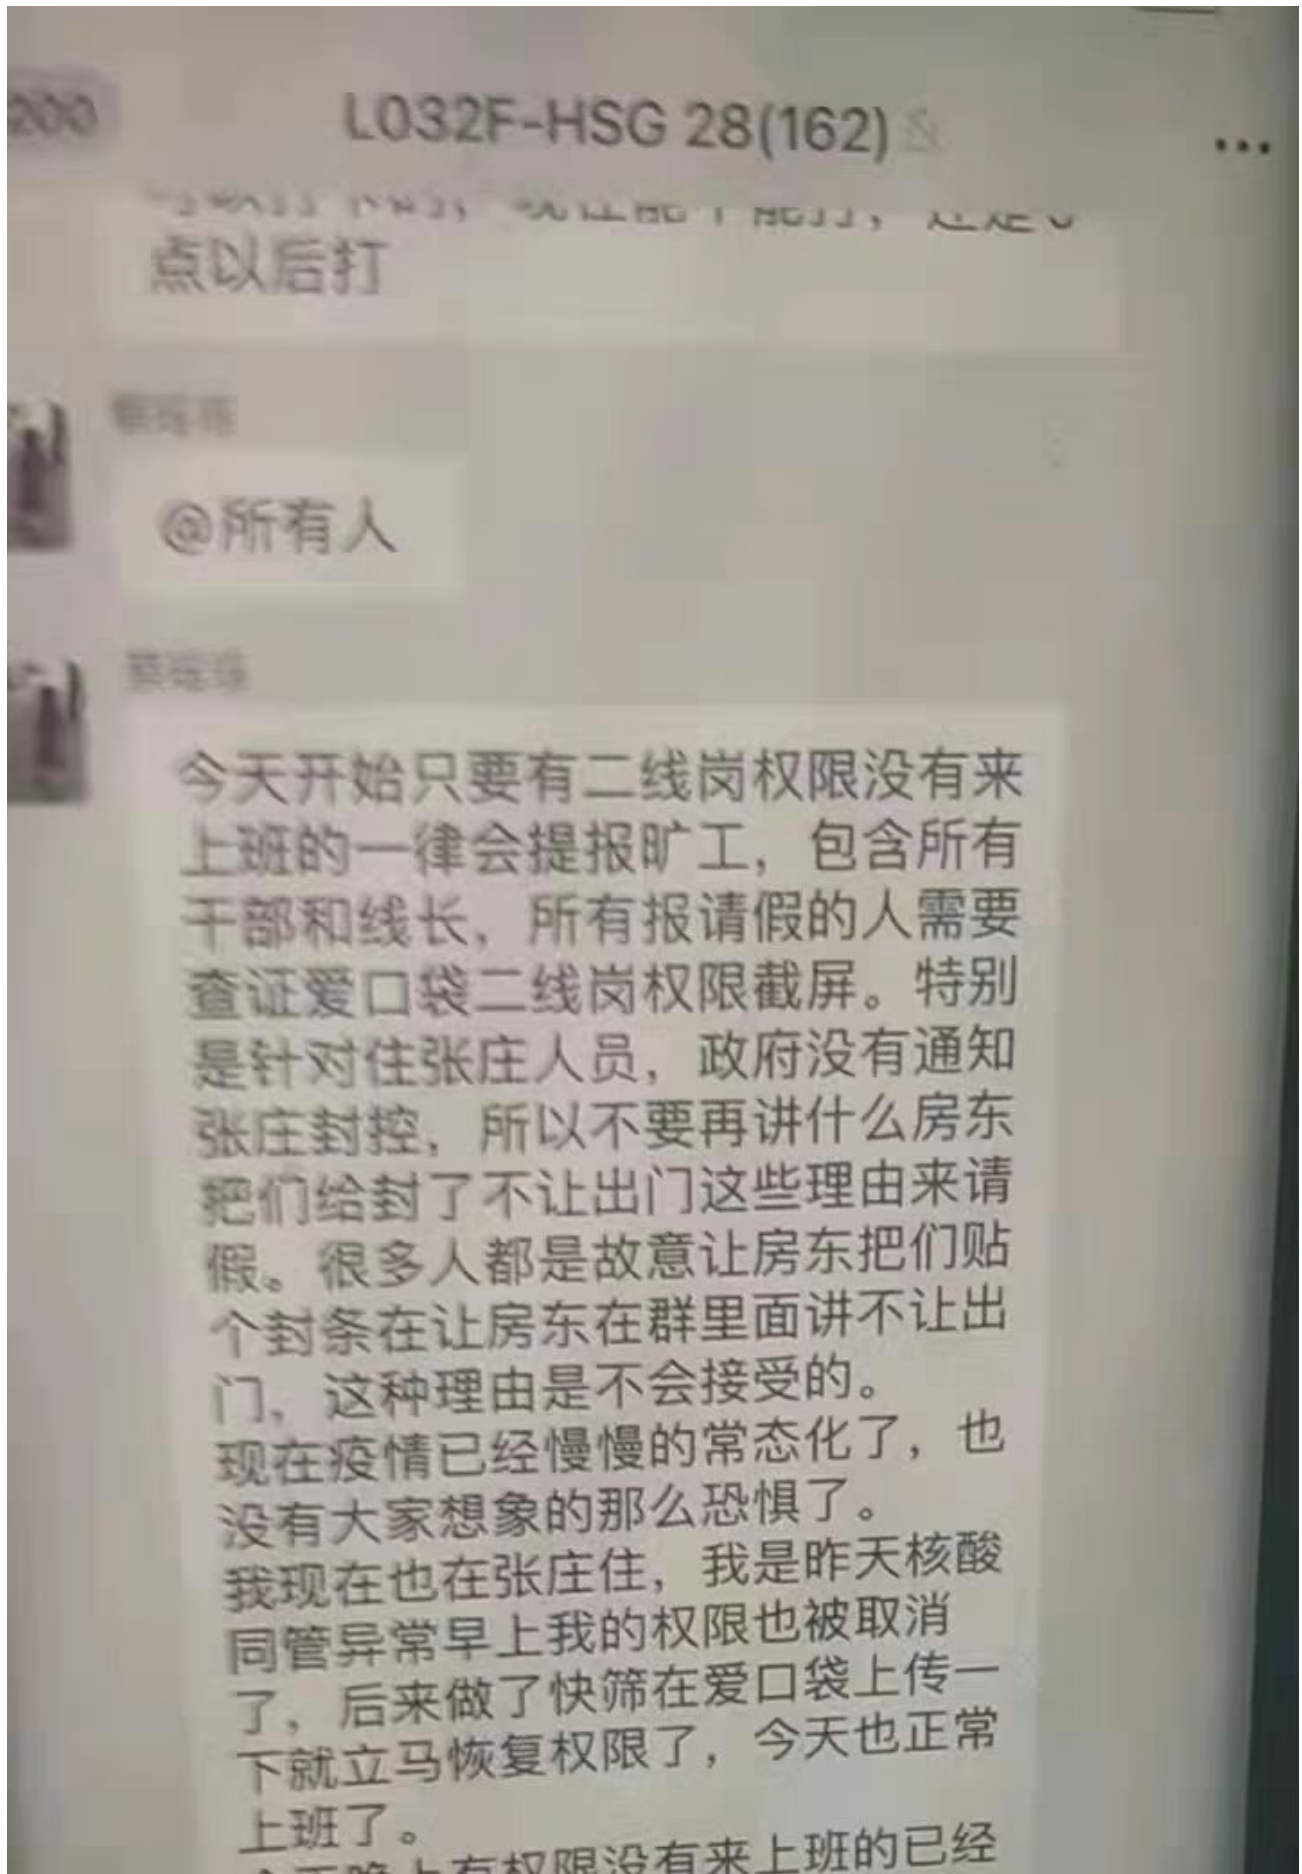 200
L032F-HSG 28(162)
点以后打
@所有人
今天开始只要有二线岗权限没有来
上班的一律会提报旷工，包含所有
干部和线长，所有报请假的人需要
查证爱口袋二线岗权限截屏。特别
是针对住张庄人员，政府没有通知
张庄封控，所以不要再讲什么房东
把们给封了不让出门这些理由来请
假。很多人都是故意让房东把们贴
个封条在让房东在群里面讲不让出
门，这种理由是不会接受的。
现在疫情已经慢慢的常态化了，也
没有大家想象的那么恐惧了。
我现在也在张庄住，我是昨天核酸
同管异常早上我的权限也被取消
了，后来做了快筛在爱口袋上传一
下就立马恢复权限了，今天也正常
上班了。
有权限没有来上班的已经